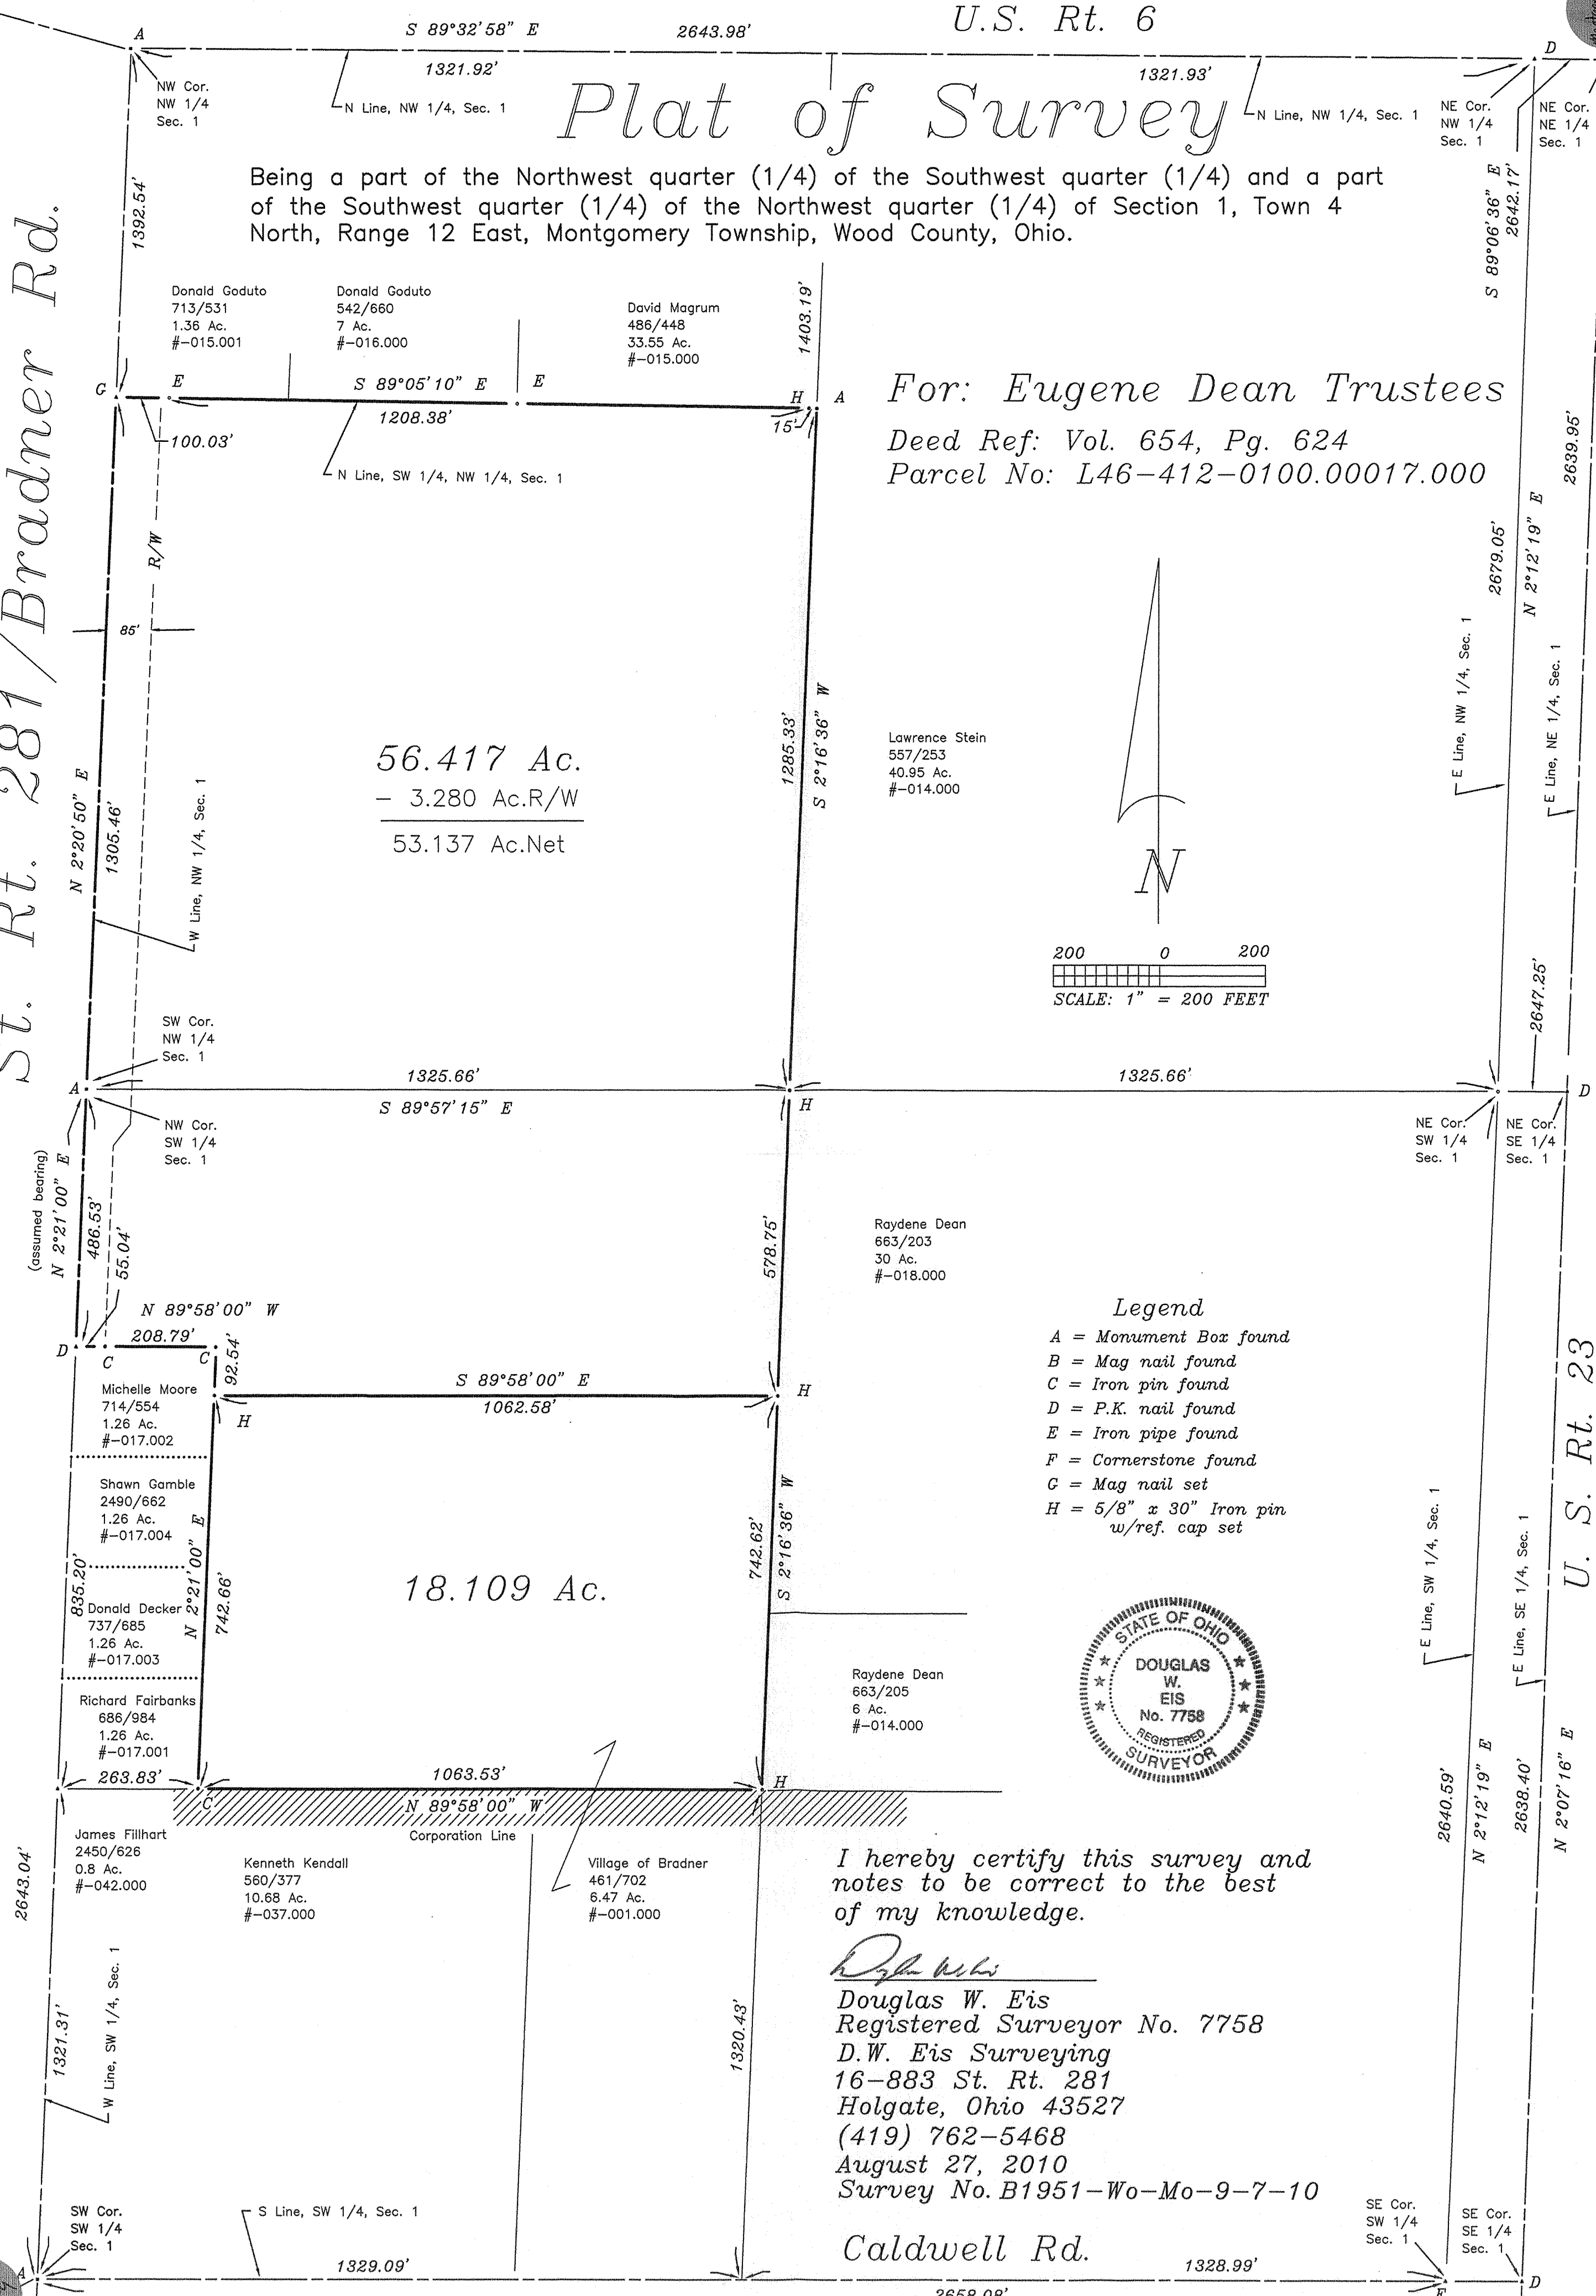 U.S. Rt. 6
S 89°32'58" E 2643.98'
A
D
1321.92'
1321.93'
NW Cor.
NW 1/4
Sec. 1
N Line, NW 1/4, Sec. 1
N Line, NW 1/4, Sec. 1
NE Cor.
NW 1/4
Sec. 1
NE Cor.
NE 1/4
Sec. 1
Plat of Survey
Being a part of the Northwest quarter (1/4) of the Southwest quarter (1/4) and a part
of the Southwest quarter (1/4) of the Northwest quarter (1/4) of Section 1, Town 4
North, Range 12 East, Montgomery Township, Wood County, Ohio.
1392.54'
S 89°06'36" E
2642.17'
St. Rt. 281/Bradner Rd.
Donald Goduto
713/531
1.36 Ac.
#-015.001
Donald Goduto
542/660
7 Ac.
#-016.000
David Magrum
486/448
33.55 Ac.
#-015.000
1403.19'
G
E
S 89°05'10" E
E
H
A
1208.38'
15'
100.03'
N Line, SW 1/4, NW 1/4, Sec. 1
For: Eugene Dean Trustees
Deed Ref: Vol. 654, Pg. 624
Parcel No: L46-412-0100.00017.000
2639.95'
2679.05'
N 2°12'19" E
R/W
85'
E Line, NW 1/4, Sec. 1
E Line, NE 1/4, Sec. 1
56.417 Ac.
- 3.280 Ac.R/W
53.137 Ac.Net
1285.33'
S 2°16'36" W
Lawrence Stein
557/253
40.95 Ac.
#-014.000
N 2°20'50" E
1305.46'
W Line, NW 1/4, Sec. 1
N
200 0 200
SCALE: 1" = 200 FEET
2647.25'
SW Cor.
NW 1/4
Sec. 1
A
1325.66'
1325.66'
S 89°57'15" E
H
D
NW Cor.
SW 1/4
Sec. 1
NE Cor.
SW 1/4
Sec. 1
NE Cor.
SE 1/4
Sec. 1
(assumed bearing)
N 2°21'00" E
486.53'
55.04'
578.75'
Raydene Dean
663/203
30 Ac.
#-018.000
N 89°58'00" W
208.79'
D
C
C
92.54'
S 89°58'00" E
1062.58'
H
H
Legend
A = Monument Box found
B = Mag nail found
C = Iron pin found
D = P.K. nail found
E = Iron pipe found
F = Cornerstone found
G = Mag nail set
H = 5/8" x 30" Iron pin
w/ref. cap set
U. S. Rt. 23
Michelle Moore
714/554
1.26 Ac.
#-017.002
Shawn Gamble
2490/662
1.26 Ac.
#-017.004
Donald Decker
737/685
1.26 Ac.
#-017.003
Richard Fairbanks
686/984
1.26 Ac.
#-017.001
835.20'
N 2°21'00" E
742.66'
18.109 Ac.
742.62'
S 2°16'36" W
E Line, SW 1/4, Sec. 1
E Line, SE 1/4, Sec. 1
STATE OF OHIO
DOUGLAS
W.
EIS
No. 7758
REGISTERED
SURVEYOR
Raydene Dean
663/205
6 Ac.
#-014.000
263.83'
C
1063.53'
H
N 89°58'00" W
Corporation Line
2640.59'
N 2°12'19" E
2638.40'
N 2°07'16" E
James Fillhart
2450/626
0.8 Ac.
#-042.000
Kenneth Kendall
560/377
10.68 Ac.
#-037.000
Village of Bradner
461/702
6.47 Ac.
#-001.000
2643.04'
W Line, SW 1/4, Sec. 1
1321.31'
1320.43'
I hereby certify this survey and
notes to be correct to the best
of my knowledge.
Douglas W. Eis
Registered Surveyor No. 7758
D.W. Eis Surveying
16-883 St. Rt. 281
Holgate, Ohio 43527
(419) 762-5468
August 27, 2010
Survey No. B1951-Wo-Mo-9-7-10
SW Cor.
SW 1/4
Sec. 1
S Line, SW 1/4, Sec. 1
SE Cor.
SW 1/4
Sec. 1
SE Cor.
SE 1/4
Sec. 1
Caldwell Rd.
A
1329.09'
1328.99'
F
D
2658.08'